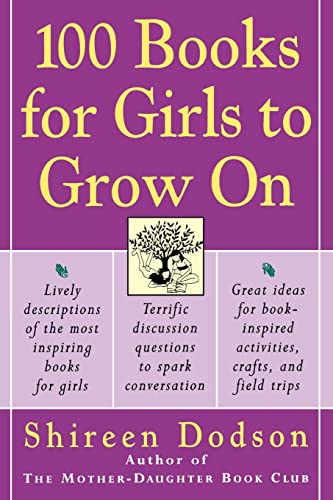 100 Books
for Girls to
Grow On
Lively
descriptions
of the most
inspiring
books
for girls
Terrific
discussion
questions
to spark
conversation
Great ideas
for book-
inspired
activities,
crafts, and
field trips
Shireen Dodson
Author of
THE MOTHER-DAUGHTER BOOK CLUB